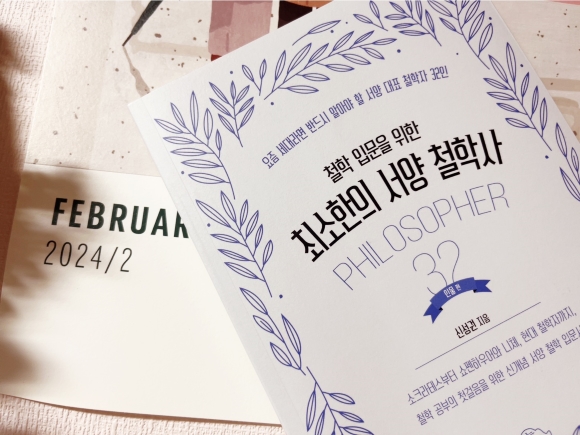 FEBRUAR
2024/2
요즘 세대라면 반드시 알아야 할 서양 대표 철학자 32인
철학 입문을 위한
최소한의 서양 철학사
PHILOSOPHER
32
인물 편
신성권 지음
소크라테스부터 쇼펜하우어와 니체, 현대 철학자까지,
철학 공부의 첫걸음을 위한 신개념 서양 철학 입문